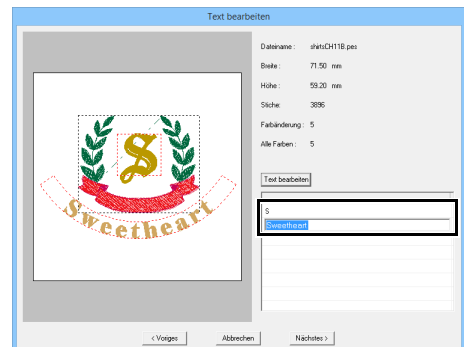 Text bearbeiten
Dateiname : shirtsCH11B.pes
Breite : 71.50 mm
Höhe : 59.20 mm
Stiche: 3896
Farbänderung : 5
Alle Farben : 5
Text bearbeiten
S
Sweetheart
S
Sweetheart
< Voriges Abbrechen Nächstes >